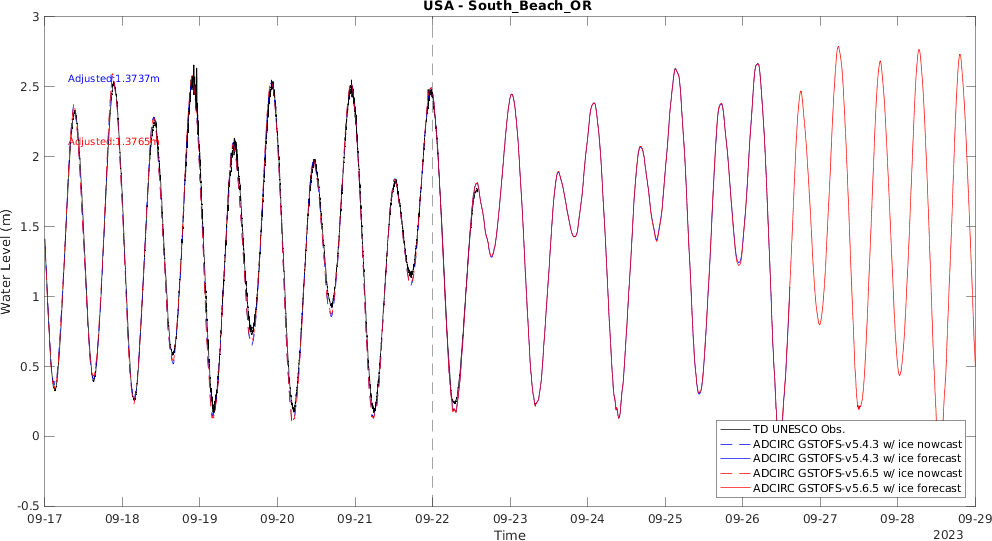 USA - South_Beach_OR
3
2.5
2
1.5
1
0.5
0
-0.5
Water Level (m)
Adjusted:1.3737m
Adjusted:1.3765m
TD UNESCO Obs.
ADCIRC GSTOFS-v5.4.3 w/ ice nowcast
ADCIRC GSTOFS-v5.4.3 w/ ice forecast
ADCIRC GSTOFS-v5.6.5 w/ ice nowcast
ADCIRC GSTOFS-v5.6.5 w/ ice forecast
09-17 09-18 09-19 09-20 09-21 09-22 09-23 09-24 09-25 09-26 09-27 09-28 09-29
Time
2023